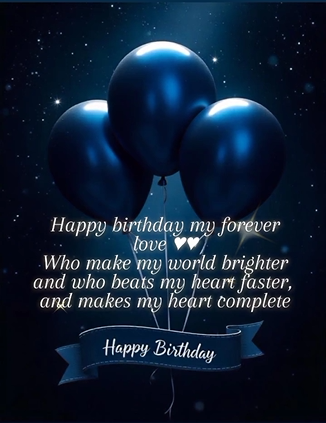 Happy birthday my forever
love 🤍🤍
Who make my world brighter
and who beats my heart faster,
and makes my heart complete
Happy Birthday